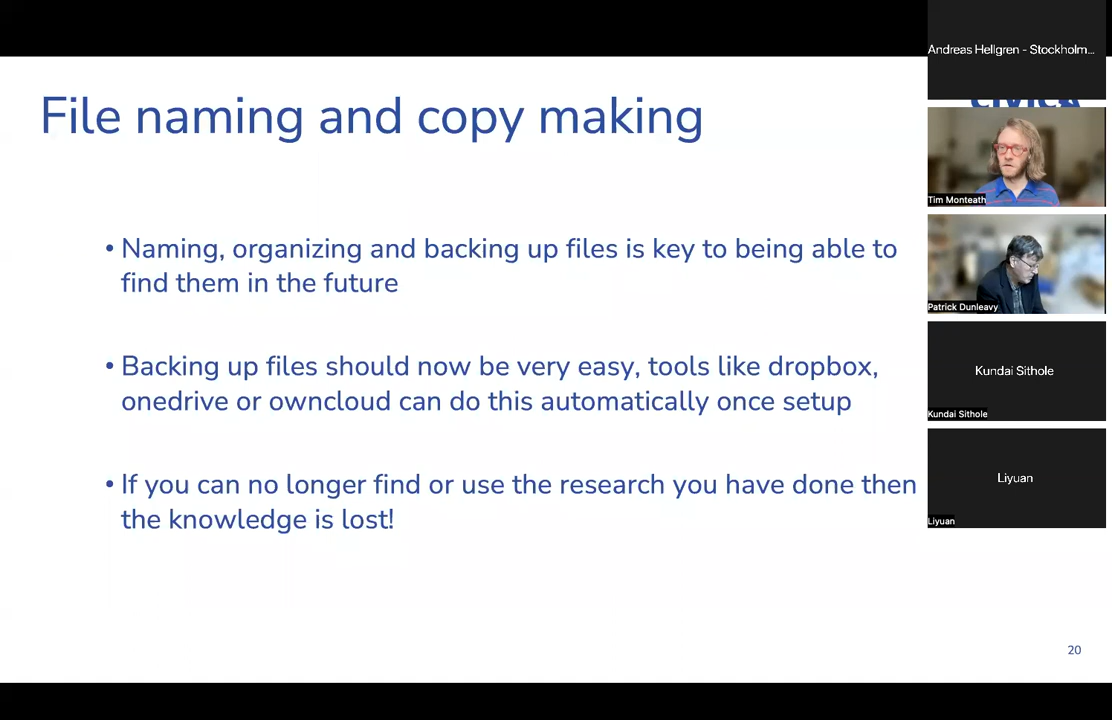 File naming and copy making
• Naming, organizing and backing up files is key to being able to
find them in the future
• Backing up files should now be very easy, tools like dropbox,
onedrive or owncloud can do this automatically once setup
• If you can no longer find or use the research you have done then
the knowledge is lost!
20
Andreas Hellgren - Stockholm...
Tim Monteath
Patrick Dunleavy
Kundai Sithole
Kundai Sithole
Liyuan
Liyuan